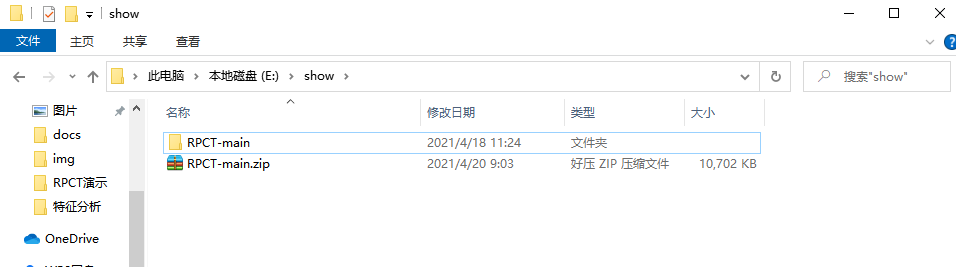 show
文件 主页 共享 查看
此电脑 本地磁盘 (E:) show 搜索"show"
图片 名称 修改日期 类型 大小
docs RPCT-main 2021/4/18 11:24 文件夹
img RPCT-main.zip 2021/4/20 9:03 好压 ZIP 压缩文件 10,702 KB
RPCT演示
特征分析
OneDrive